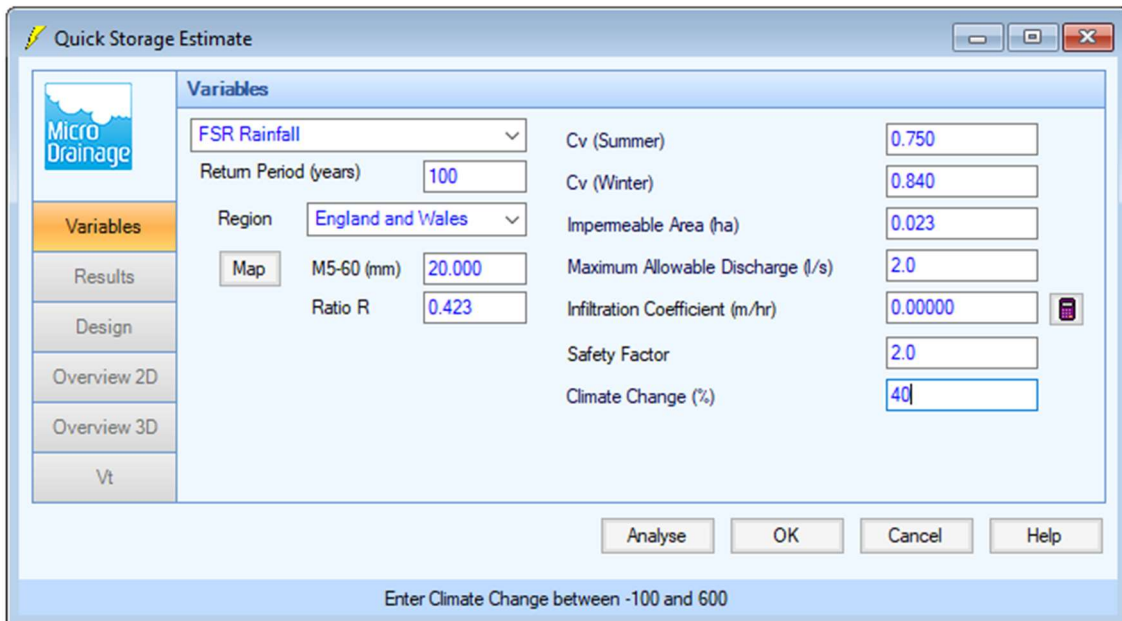 Quick Storage Estimate
Micro
Drainage
Variables
Results
Design
Overview 2D
Overview 3D
Vt
Variables
FSR Rainfall
Return Period (years) 100
Region England and Wales
Map M5-60 (mm) 20.000
Ratio R 0.423
Cv (Summer) 0.750
Cv (Winter) 0.840
Impermeable Area (ha) 0.023
Maximum Allowable Discharge (l/s) 2.0
Infiltration Coefficient (m/hr) 0.00000
Safety Factor 2.0
Climate Change (%) 40
Analyse OK Cancel Help
Enter Climate Change between -100 and 600